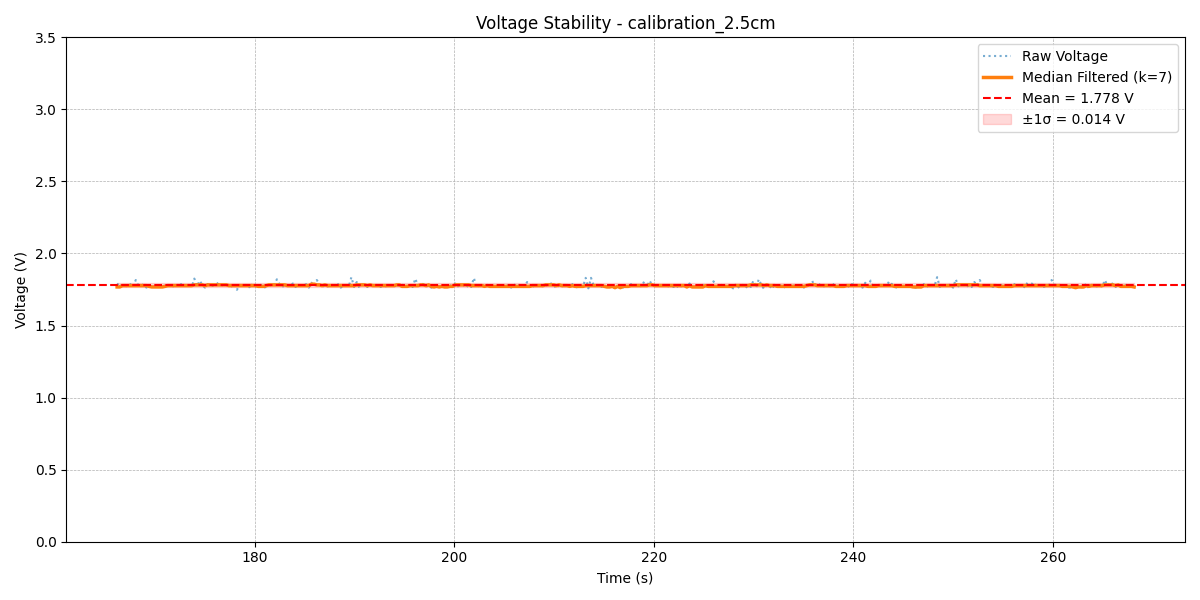 Voltage Stability - calibration_2.5cm
Raw Voltage
Median Filtered (k=7)
Mean = 1.778 V
±1σ = 0.014 V
Voltage (V)
3.5
3.0
2.5
2.0
1.5
1.0
0.5
0.0
180 200 220 240 260
Time (s)